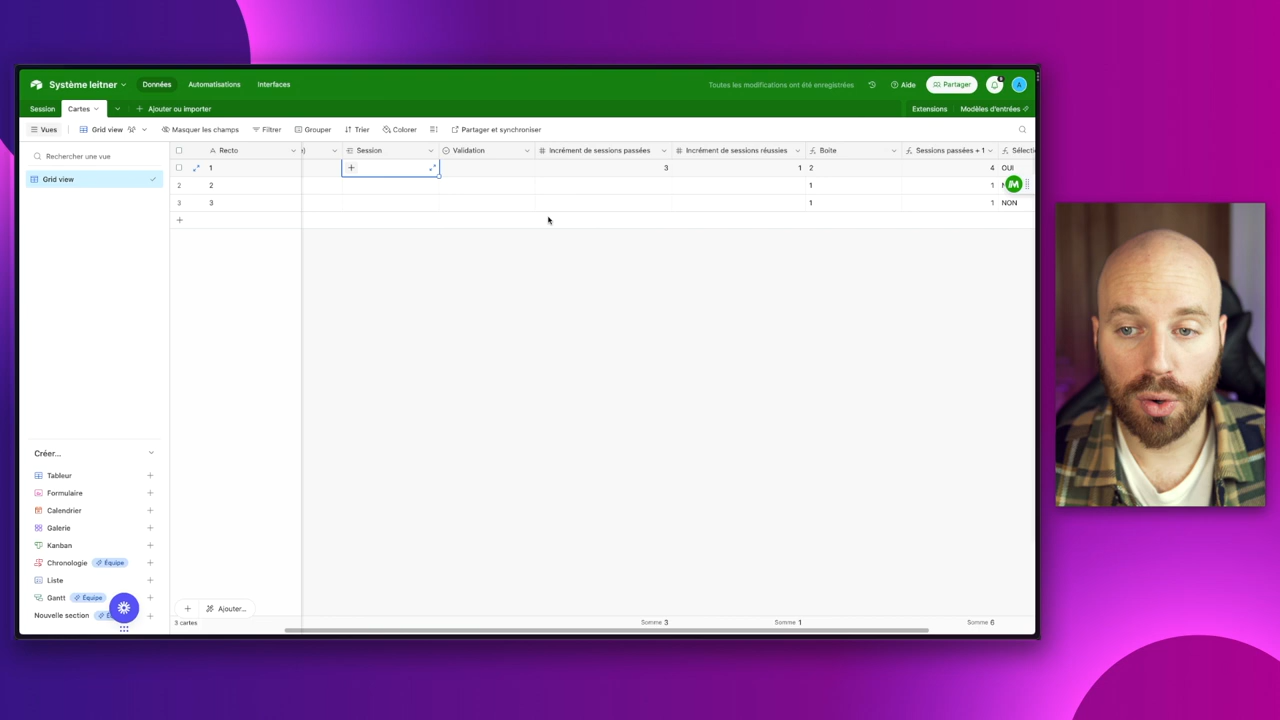 Système leitner
Données
Automatisations
Interfaces
Toutes les modifications ont été enregistrées
Aide
Partager
A
Session
Cartes
Ajouter ou importer
Extensions
Modèles d'entrées
Vues
Grid view
Masquer les champs
Filtrer
Grouper
Trier
Colorer
Partager et synchroniser
Rechercher une vue
Grid view
Recto
Session
Validation
Incrément de sessions passées
Incrément de sessions réussies
Boîte
Sessions passées + 1
Sélecti
1 3 1 2 4 OUI
2 2 1 1
3 3 1 1 NON
Créer...
Tableur
Formulaire
Calendrier
Galerie
Kanban
Chronologie Équipe
Liste
Gantt Équipe
Nouvelle section
Ajouter...
3 cartes
Somme 3
Somme 1
Somme 6